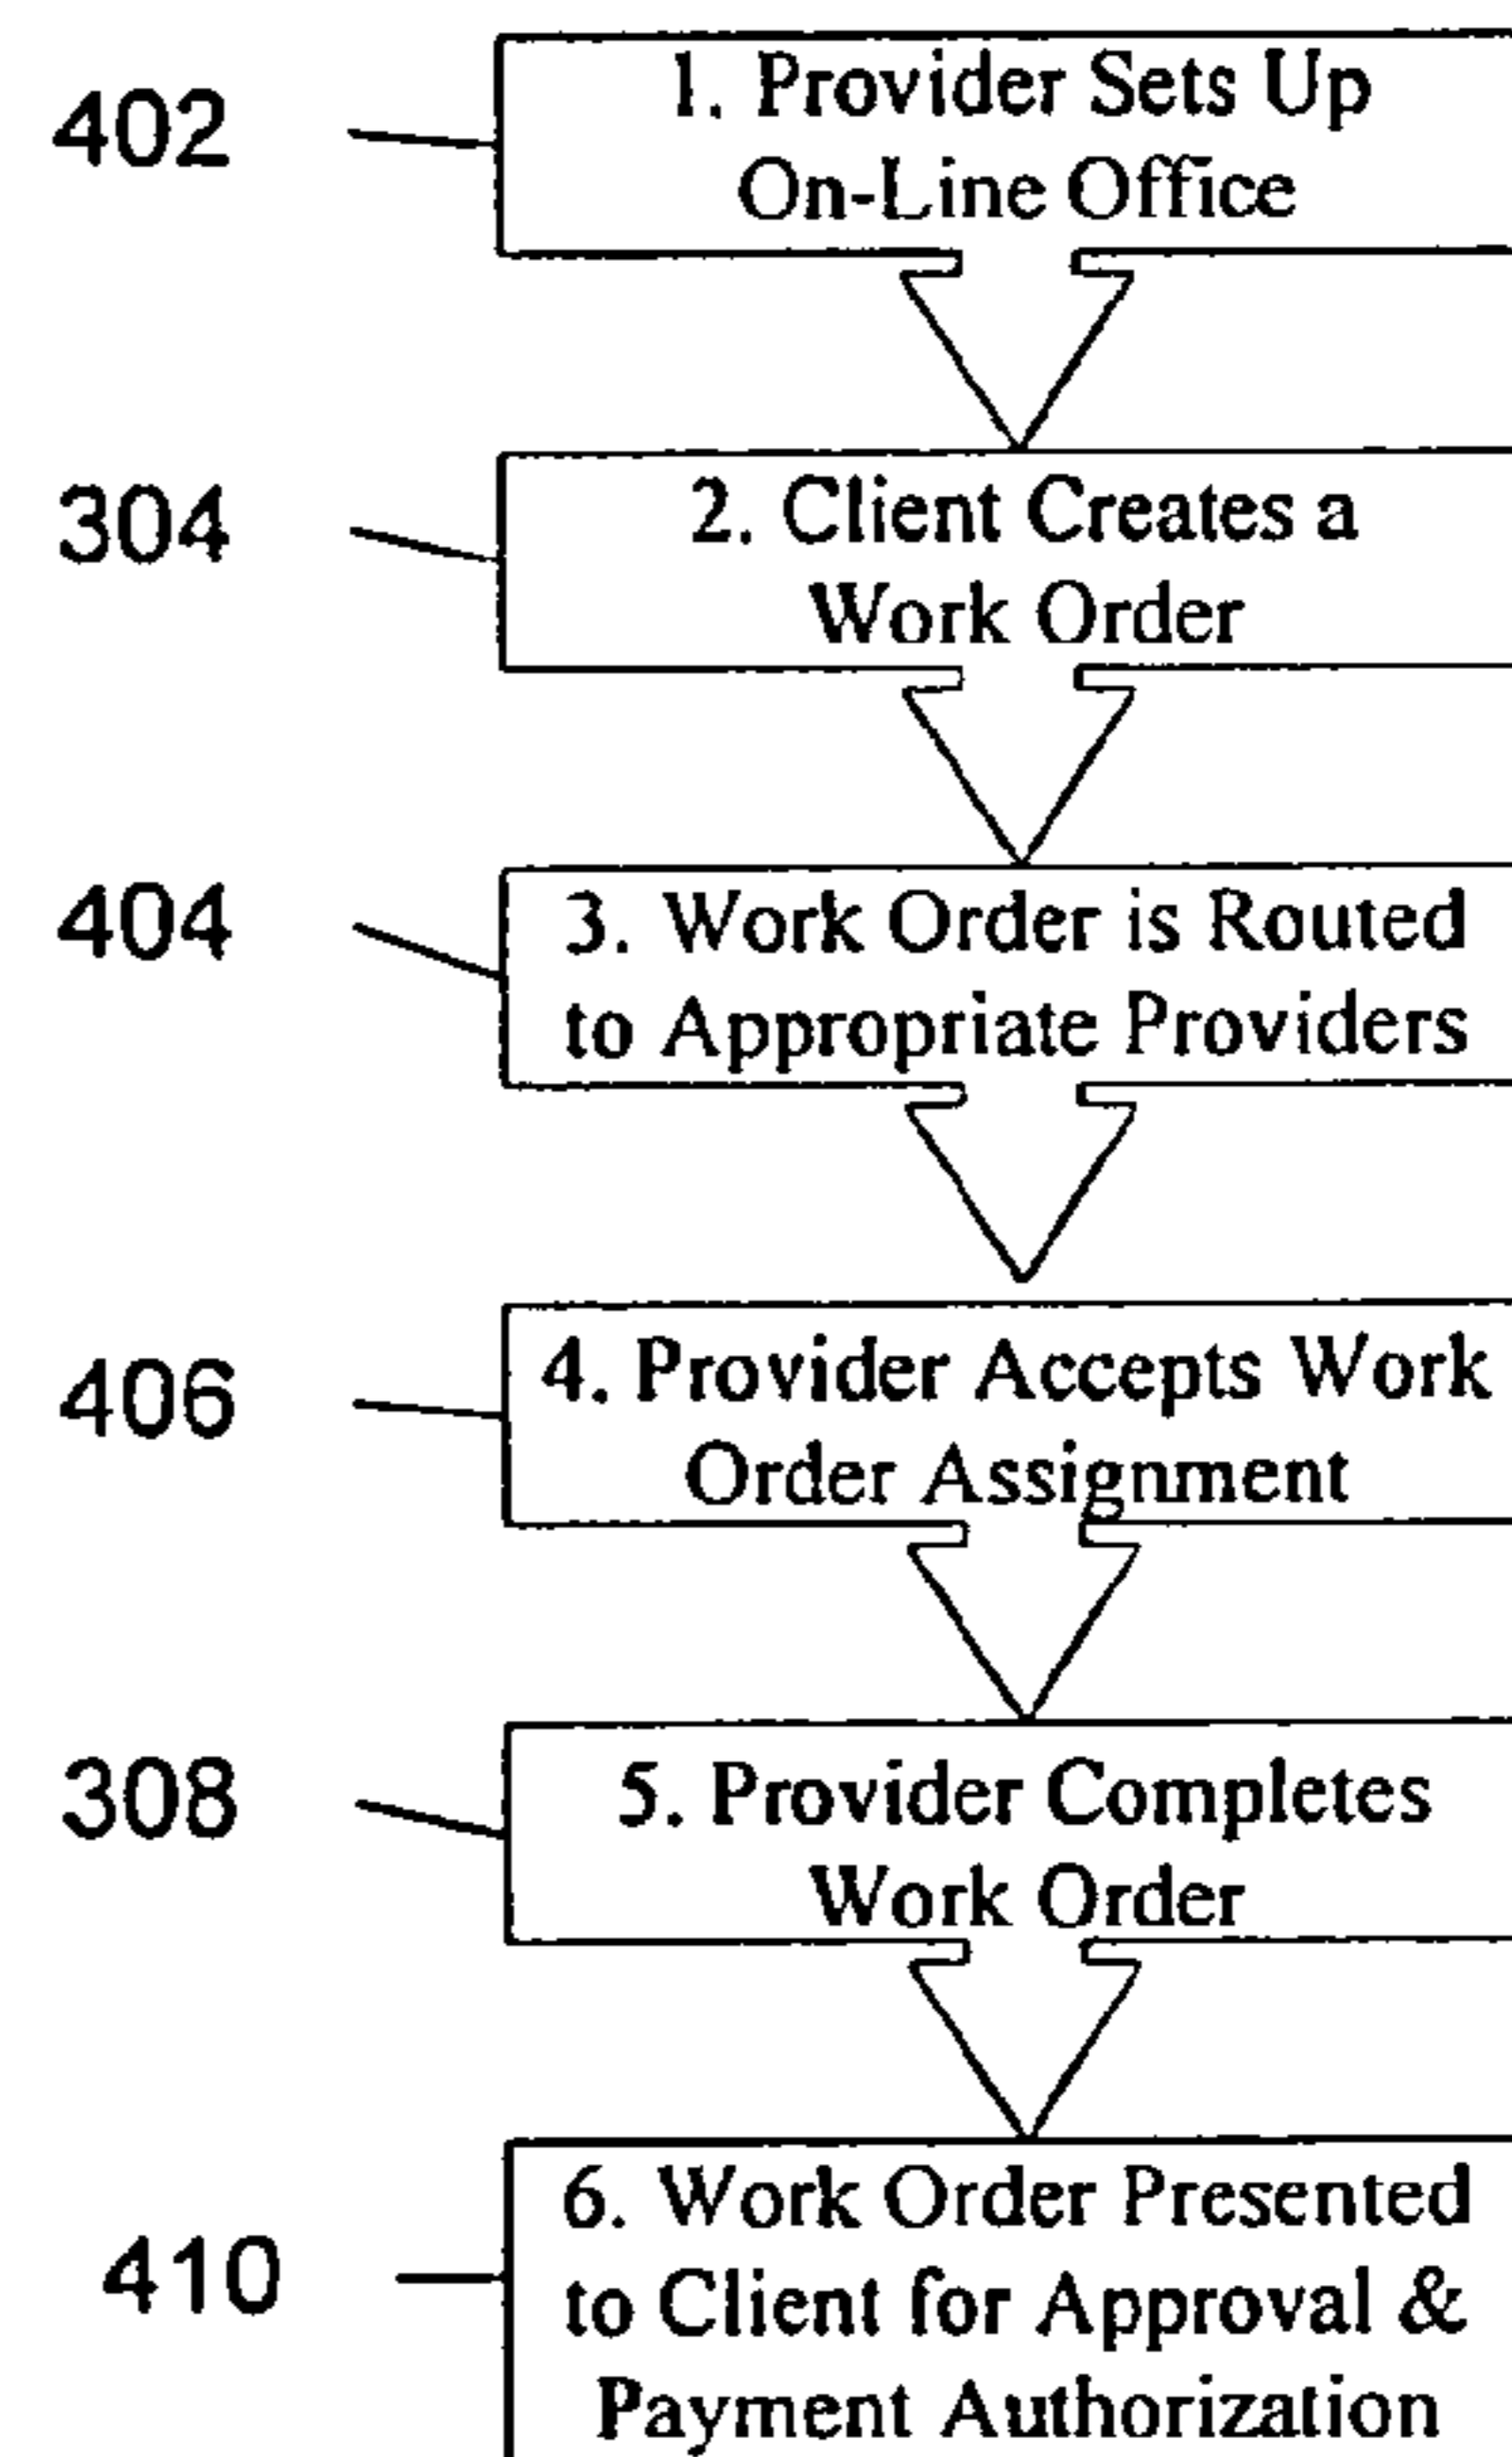 402
1. Provider Sets Up
On-Line Office
304
2. Client Creates a
Work Order
404
3. Work Order is Routed
to Appropriate Providers
406
4. Provider Accepts Work
Order Assignment
308
5. Provider Completes
Work Order
410
6. Work Order Presented
to Client for Approval &
Payment Authorization